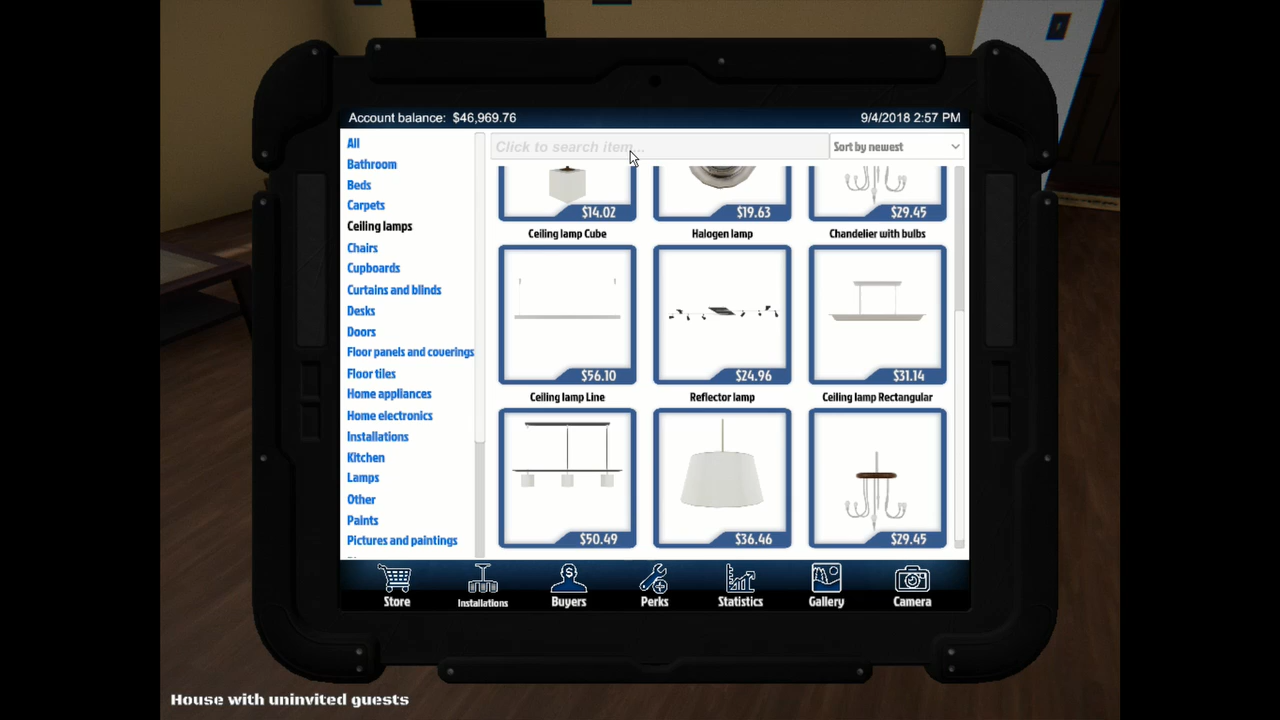 Account balance: $46,969.76
9/4/2018 2:57 PM
All
Bathroom
Beds
Carpets
Ceiling lamps
Chairs
Cupboards
Curtains and blinds
Desks
Doors
Floor panels and coverings
Floor tiles
Home appliances
Home electronics
Installations
Kitchen
Lamps
Other
Paints
Pictures and paintings
Click to search item...
Sort by newest
$14.02
$19.63
$29.45
Ceiling lamp Cube
Halogen lamp
Chandelier with bulbs
$56.10
$24.96
$31.14
Ceiling lamp Line
Reflector lamp
Ceiling lamp Rectangular
$50.49
$36.46
$29.45
Store
Installations
Buyers
Perks
Statistics
Gallery
Camera
House with uninvited guests